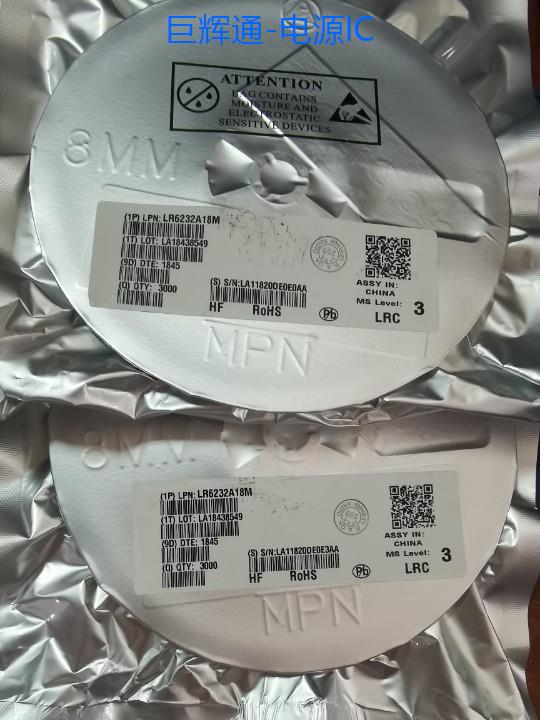 巨辉通-电源IC
ATTENTION
BAG CONTAINS
MOISTURE AND
ELECTROSTATIC
SENSITIVE DEVICES
8MM
(1P) LPN: LR6232A18M
(1T) LOT: LA18438549
(9D) DTE: 1845
(Q) QTY: 3000
(S) S/N:LA11820DE0E0AA
HF RoHS Pb
ASSY IN:
CHINA
MS Level: 3
LRC
MPN
8MM
(1P) LPN: LR6232A18M
(1T) LOT: LA18438549
(9D) DTE: 1845
(Q) QTY: 3000
(S) S/N:LA11820DE0E3AA
HF RoHS Pb
ASSY IN:
CHINA
MS Level: 3
LRC
MPN